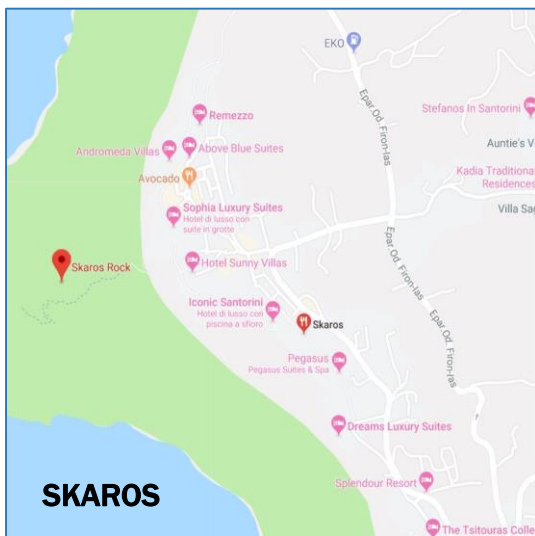 EKO
Epar.Od. Firon-Ias
Stefanos In Santorini
Remezzo
Andromeda Villas
Above Blue Suites
Auntie's V
Avocado
Kadia Traditional
Residences
Sophia Luxury Suites
Hotel di lusso con
suite in grotte
Villa Sag
Epar.Od. Firon-Ias
Skaros Rock
Hotel Sunny Villas
Iconic Santorini
Hotel di lusso con
piscina a sfioro
Skaros
Pegasus
Pegasus Suites & Spa
Epar.Od. Firon-Ias
Dreams Luxury Suites
Splendour Resort
SKAROS
The Tsitouras Colle